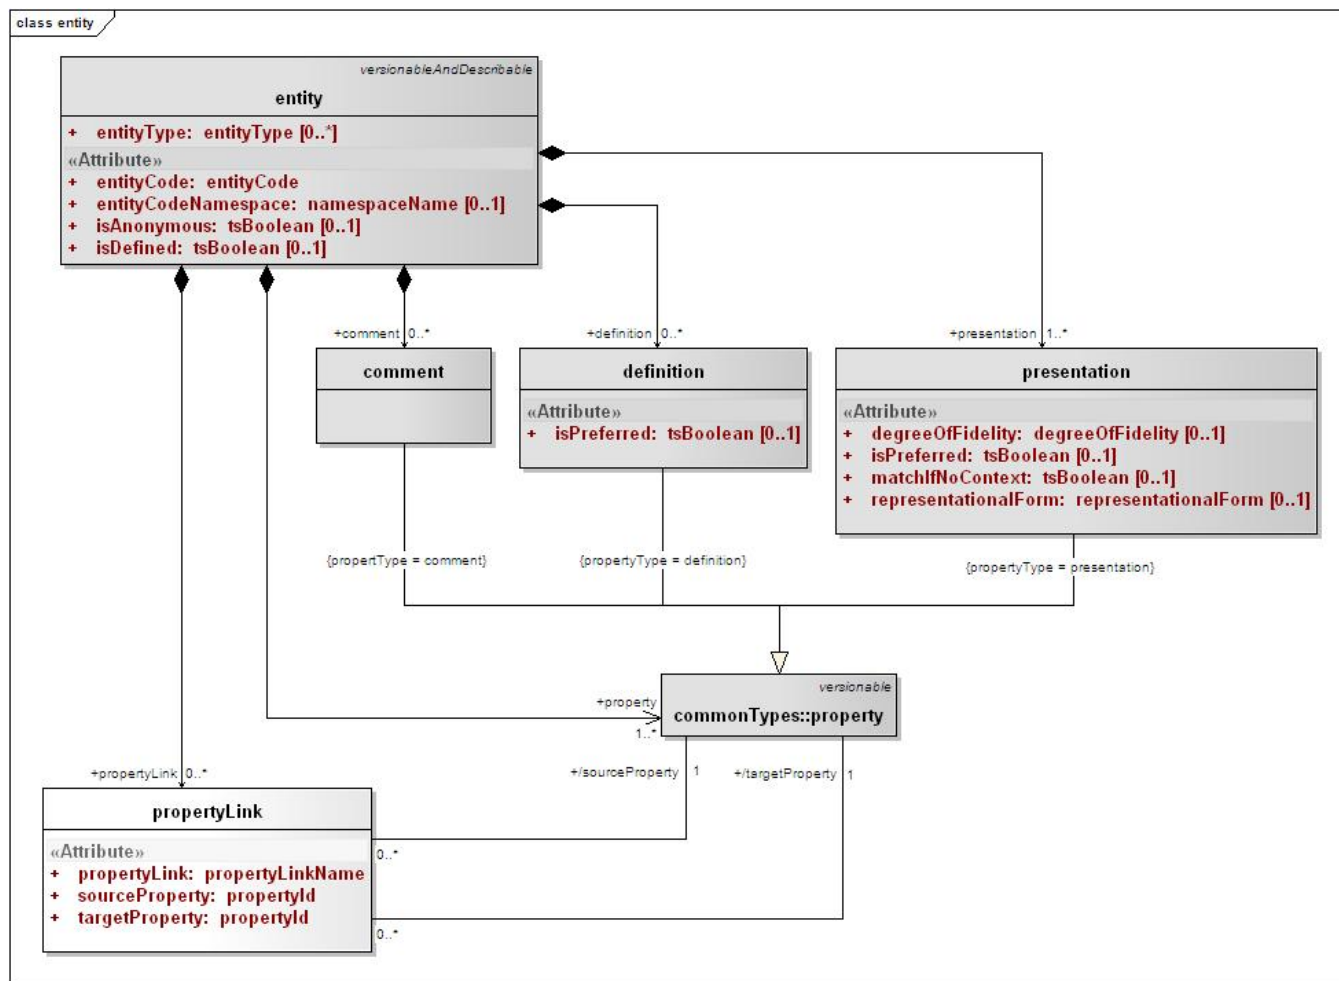 class entity
versionableAndDescribable
entity
+ entityType: entityType [0..*]
«Attribute»
+ entityCode: entityCode
+ entityCodeNamespace: namespaceName [0..1]
+ isAnonymous: tsBoolean [0..1]
+ isDefined: tsBoolean [0..1]
+comment 0..*
+definition 0..*
+presentation 1..*
comment
definition
«Attribute»
+ isPreferred: tsBoolean [0..1]
presentation
«Attribute»
+ degreeOfFidelity: degreeOfFidelity [0..1]
+ isPreferred: tsBoolean [0..1]
+ matchIfNoContext: tsBoolean [0..1]
+ representationalForm: representationalForm [0..1]
{propertType = comment}
{propertyType = definition}
{propertyType = presentation}
+property
1..*
versionable
commonTypes::property
+/sourceProperty 1
+/targetProperty 1
+propertyLink 0..*
propertyLink
«Attribute»
+ propertyLink: propertyLinkName
+ sourceProperty: propertyId
+ targetProperty: propertyId
0..*
0..*